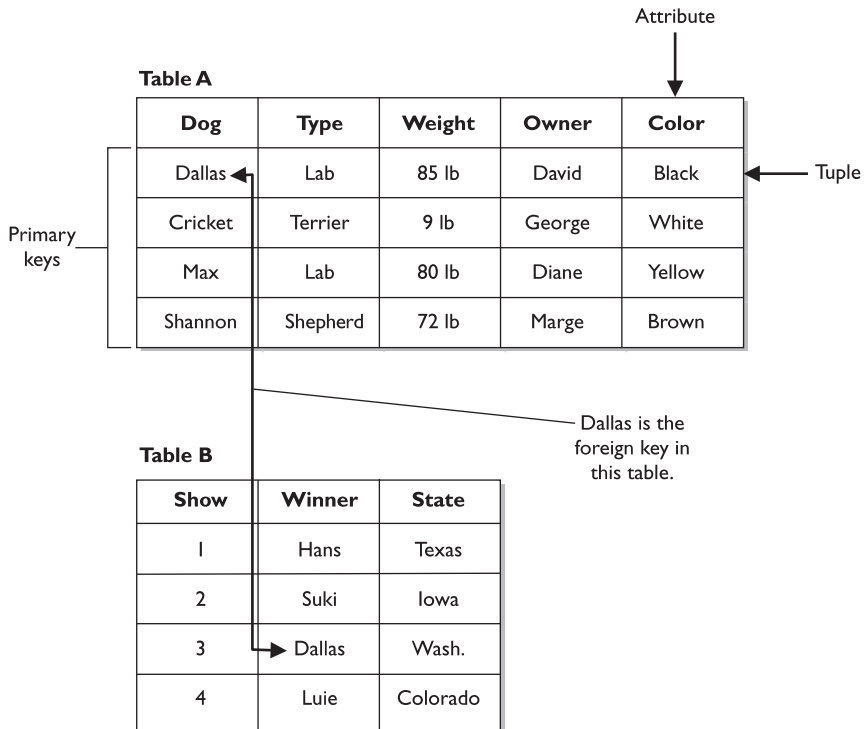 Attribute
Table A
Dog Type Weight Owner Color
Dallas Lab 85 lb David Black
Tuple
Cricket Terrier 9 lb George White
Primary
keys
Max Lab 80 lb Diane Yellow
Shannon Shepherd 72 lb Marge Brown
Dallas is the
foreign key in
this table.
Table B
Show Winner State
1 Hans Texas
2 Suki Iowa
3 Dallas Wash.
4 Luie Colorado